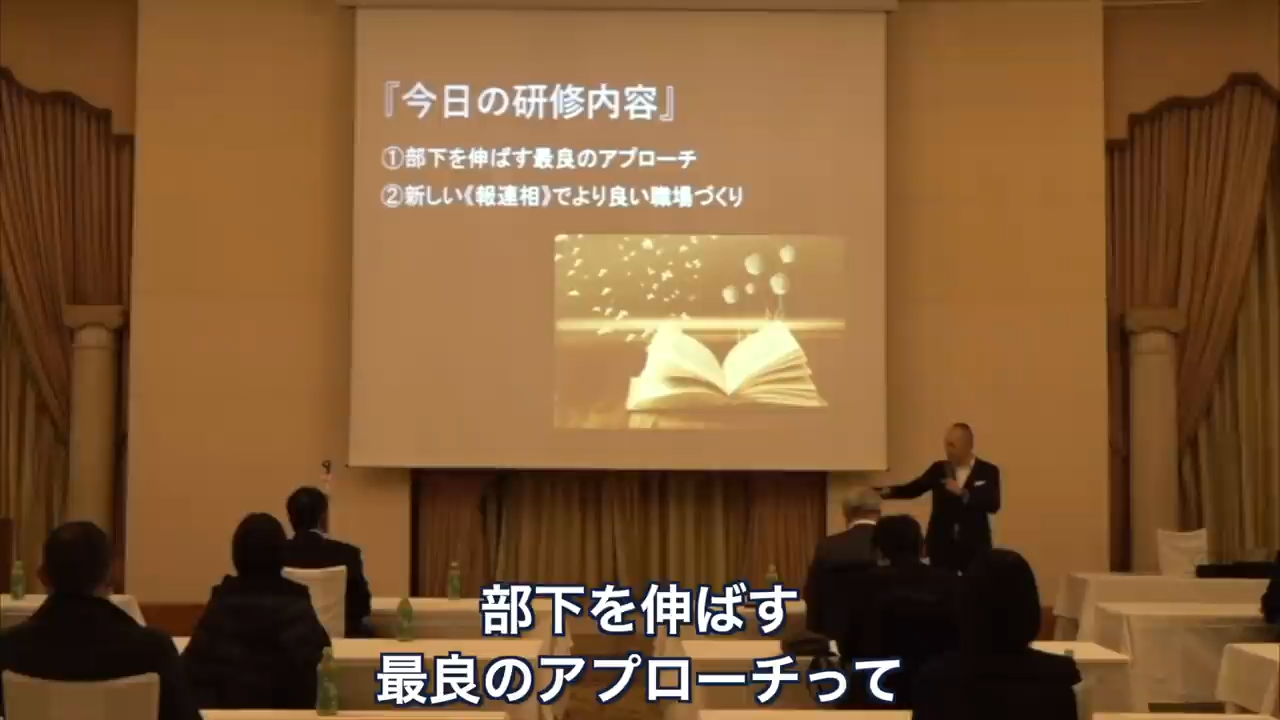 『今日の研修内容』
①部下を伸ばす最良のアプローチ
②新しい《報連相》でより良い職場づくり
部下を伸ばす
最良のアプローチって